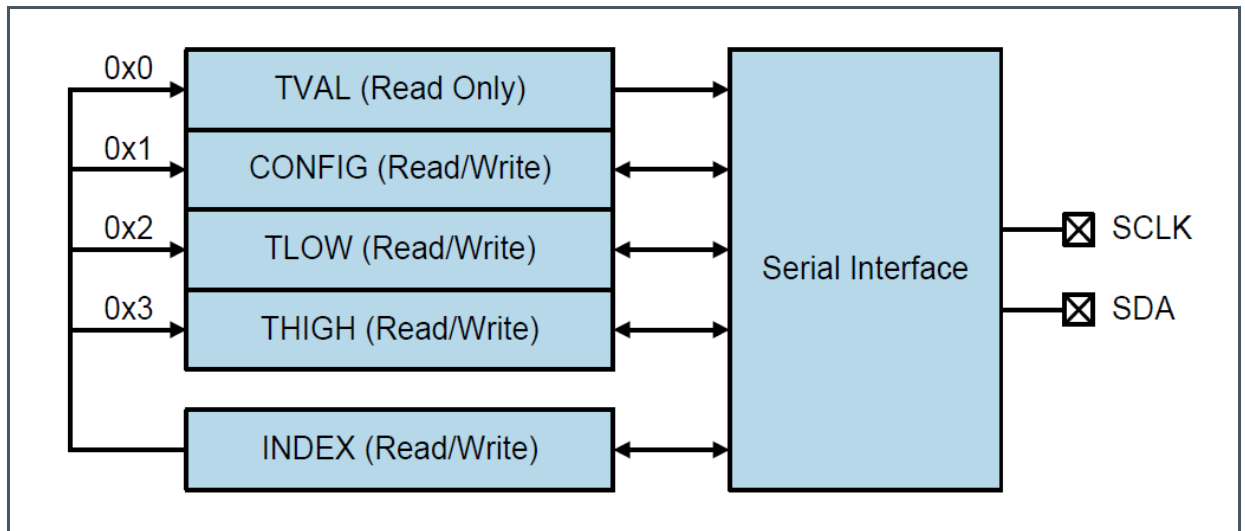 0x0
TVAL (Read Only)
0x1
CONFIG (Read/Write)
0x2
TLOW (Read/Write)
0x3
THIGH (Read/Write)
INDEX (Read/Write)
Serial Interface
SCLK
SDA